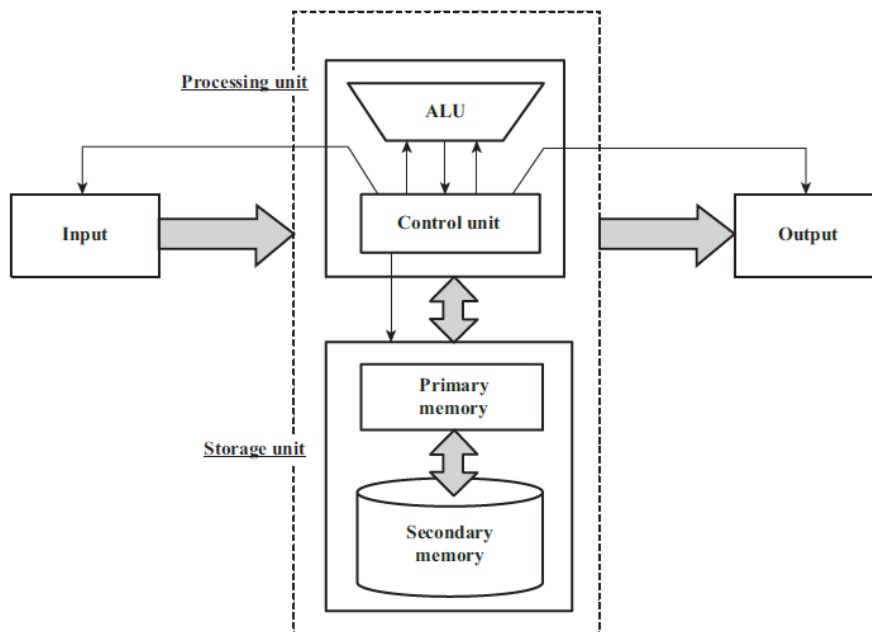 Processing unit
ALU
Input
Control unit
Output
Primary
memory
Storage unit
Secondary
memory